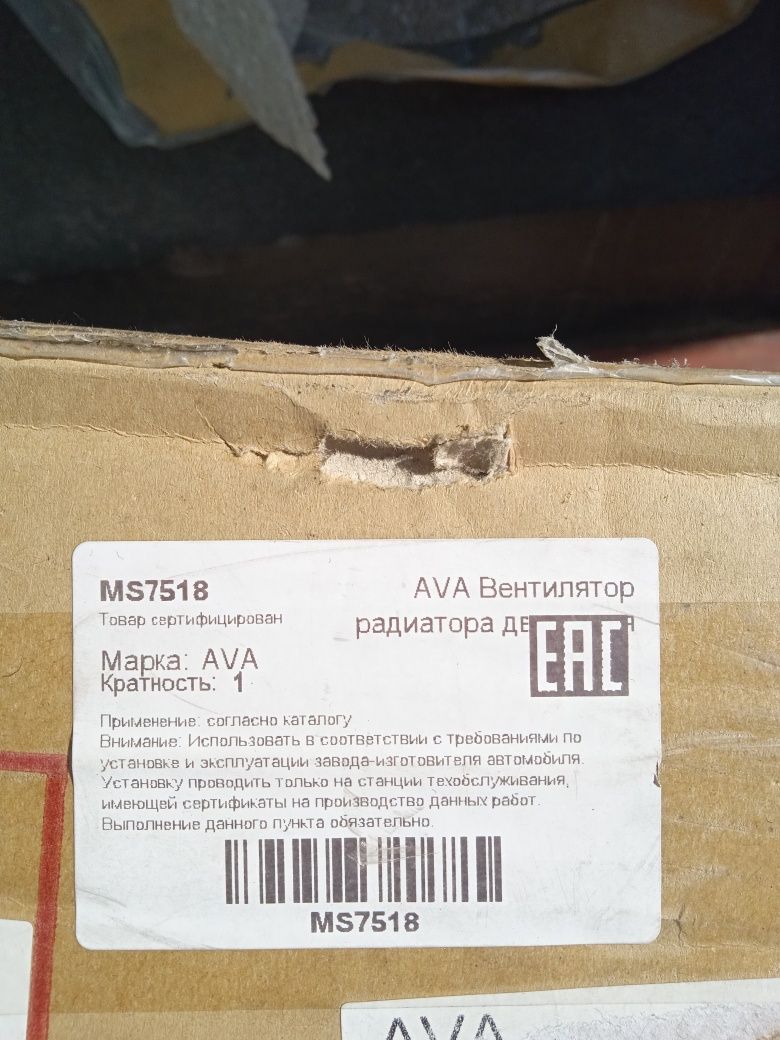 MS7518
AVA Вентилятор
Товар сертифицирован
радиатора
EAC
Марка: AVA
Кратность: 1
Применение: согласно каталогу
Внимание: Использовать в соответствии с требованиями по
установке и эксплуатации завода-изготовителя автомобиля.
Установку проводить только на станции техобслуживания,
имеющей сертификаты на производство данных работ.
Выполнение данного пункта обязательно.
MS7518
AVA